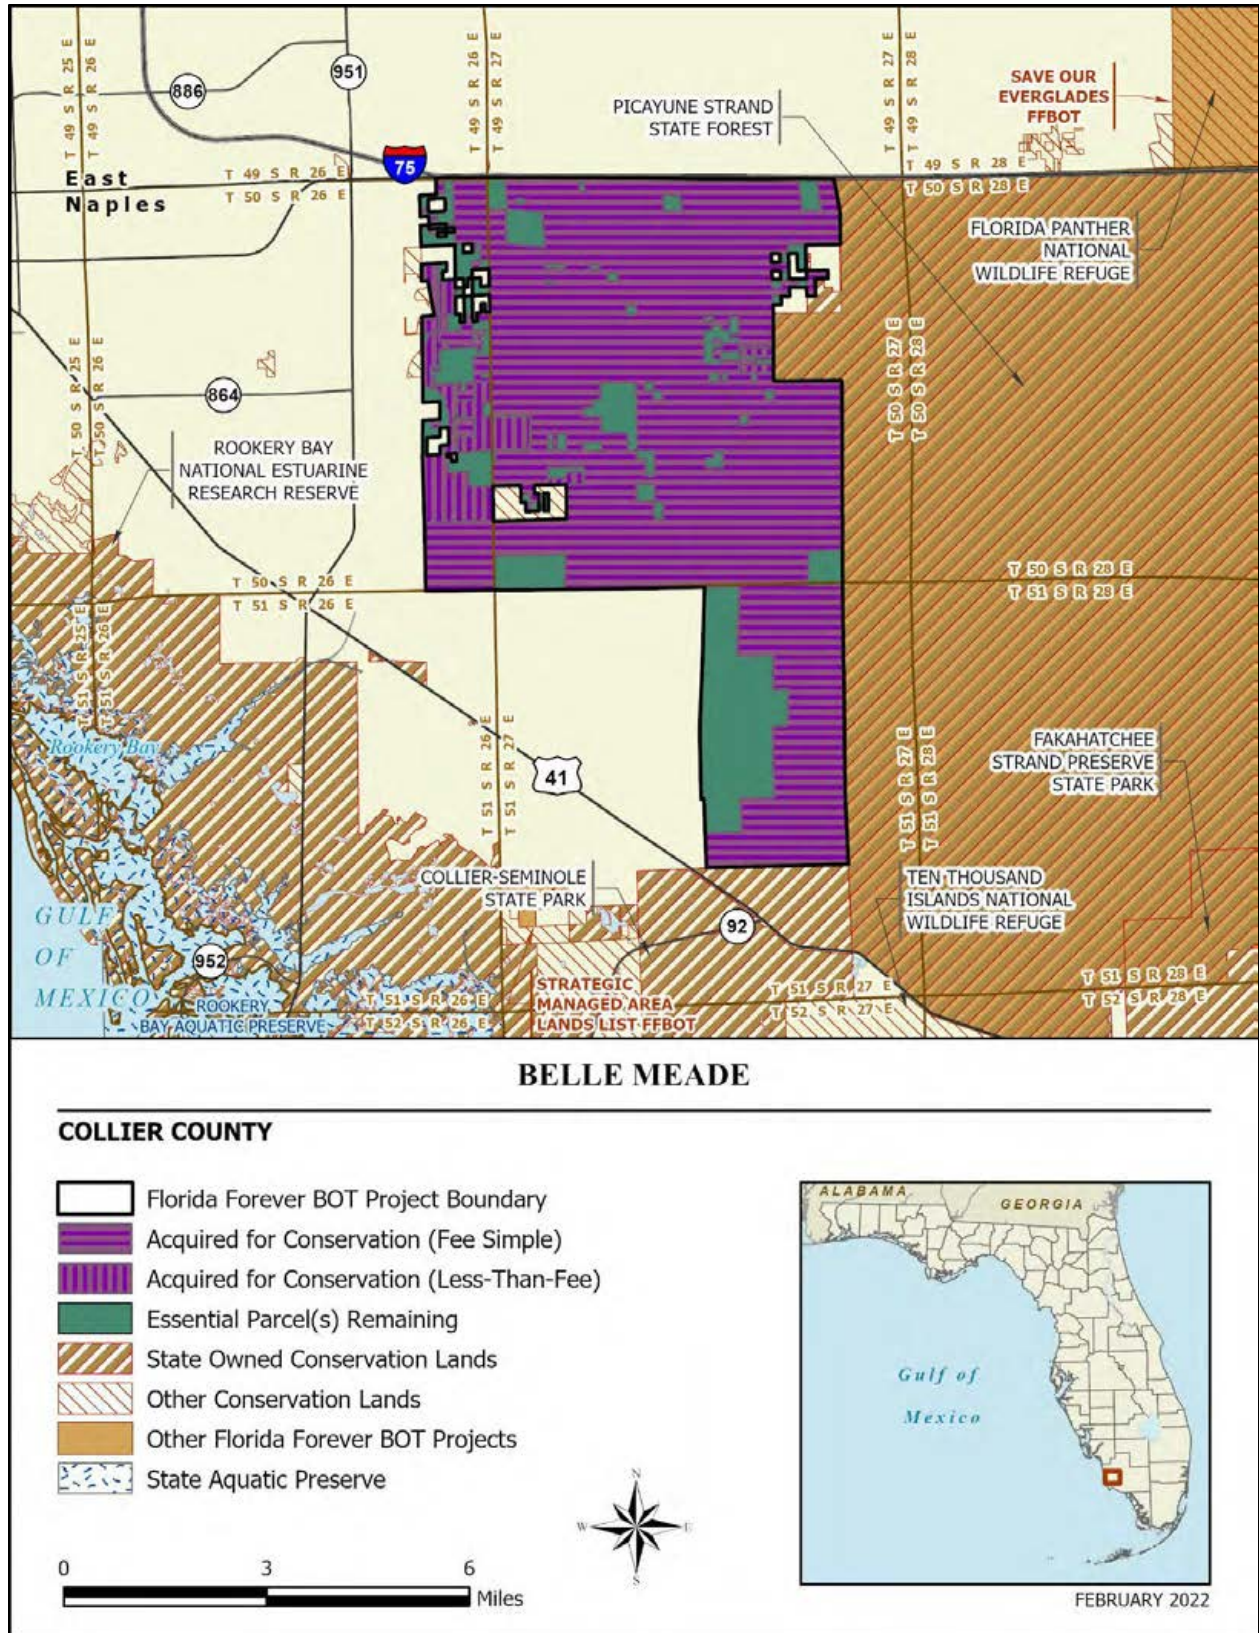 T 49 S R 25 E
T 49 S R 26 E
886
951
T 49 S R 26 E
T 49 S R 27 E
PICAYUNE STRAND
STATE FOREST
T 49 S R 27 E
T 49 S R 28 E
SAVE OUR
EVERGLADES
FFBOT
75
East
Naples
T 49 S R 26 E
T 50 S R 26 E
T 49 S R 28 E
T 50 S R 28 E
FLORIDA PANTHER
NATIONAL
WILDLIFE REFUGE
T 50 S R 25 E
T 50 S R 26 E
864
T 50 S R 27 E
T 50 S R 28 E
ROOKERY BAY
NATIONAL ESTUARINE
RESEARCH RESERVE
T 50 S R 26 E
T 51 S R 26 E
T 50 S R 28 E
T 51 S R 28 E
T 51 S R 25 E
T 51 S R 26 E
Rookery Bay
T 51 S R 26 E
T 51 S R 27 E
41
T 51 S R 27 E
T 51 S R 28 E
FAKAHATCHEE
STRAND PRESERVE
STATE PARK
COLLIER-SEMINOLE
STATE PARK
TEN THOUSAND
ISLANDS NATIONAL
WILDLIFE REFUGE
92
GULF
OF
MEXICO
952
ROOKERY
BAY AQUATIC PRESERVE
T 51 S R 26 E
T 52 S R 26 E
STRATEGIC
MANAGED AREA
LANDS LIST FFBOT
T 51 S R 27 E
T 52 S R 27 E
T 51 S R 28 E
T 52 S R 28 E
BELLE MEADE
COLLIER COUNTY
Florida Forever BOT Project Boundary
Acquired for Conservation (Fee Simple)
Acquired for Conservation (Less-Than-Fee)
Essential Parcel(s) Remaining
State Owned Conservation Lands
Other Conservation Lands
Other Florida Forever BOT Projects
State Aquatic Preserve
ALABAMA
GEORGIA
Gulf of
Mexico
N
W
E
S
0
3
6
Miles
FEBRUARY 2022